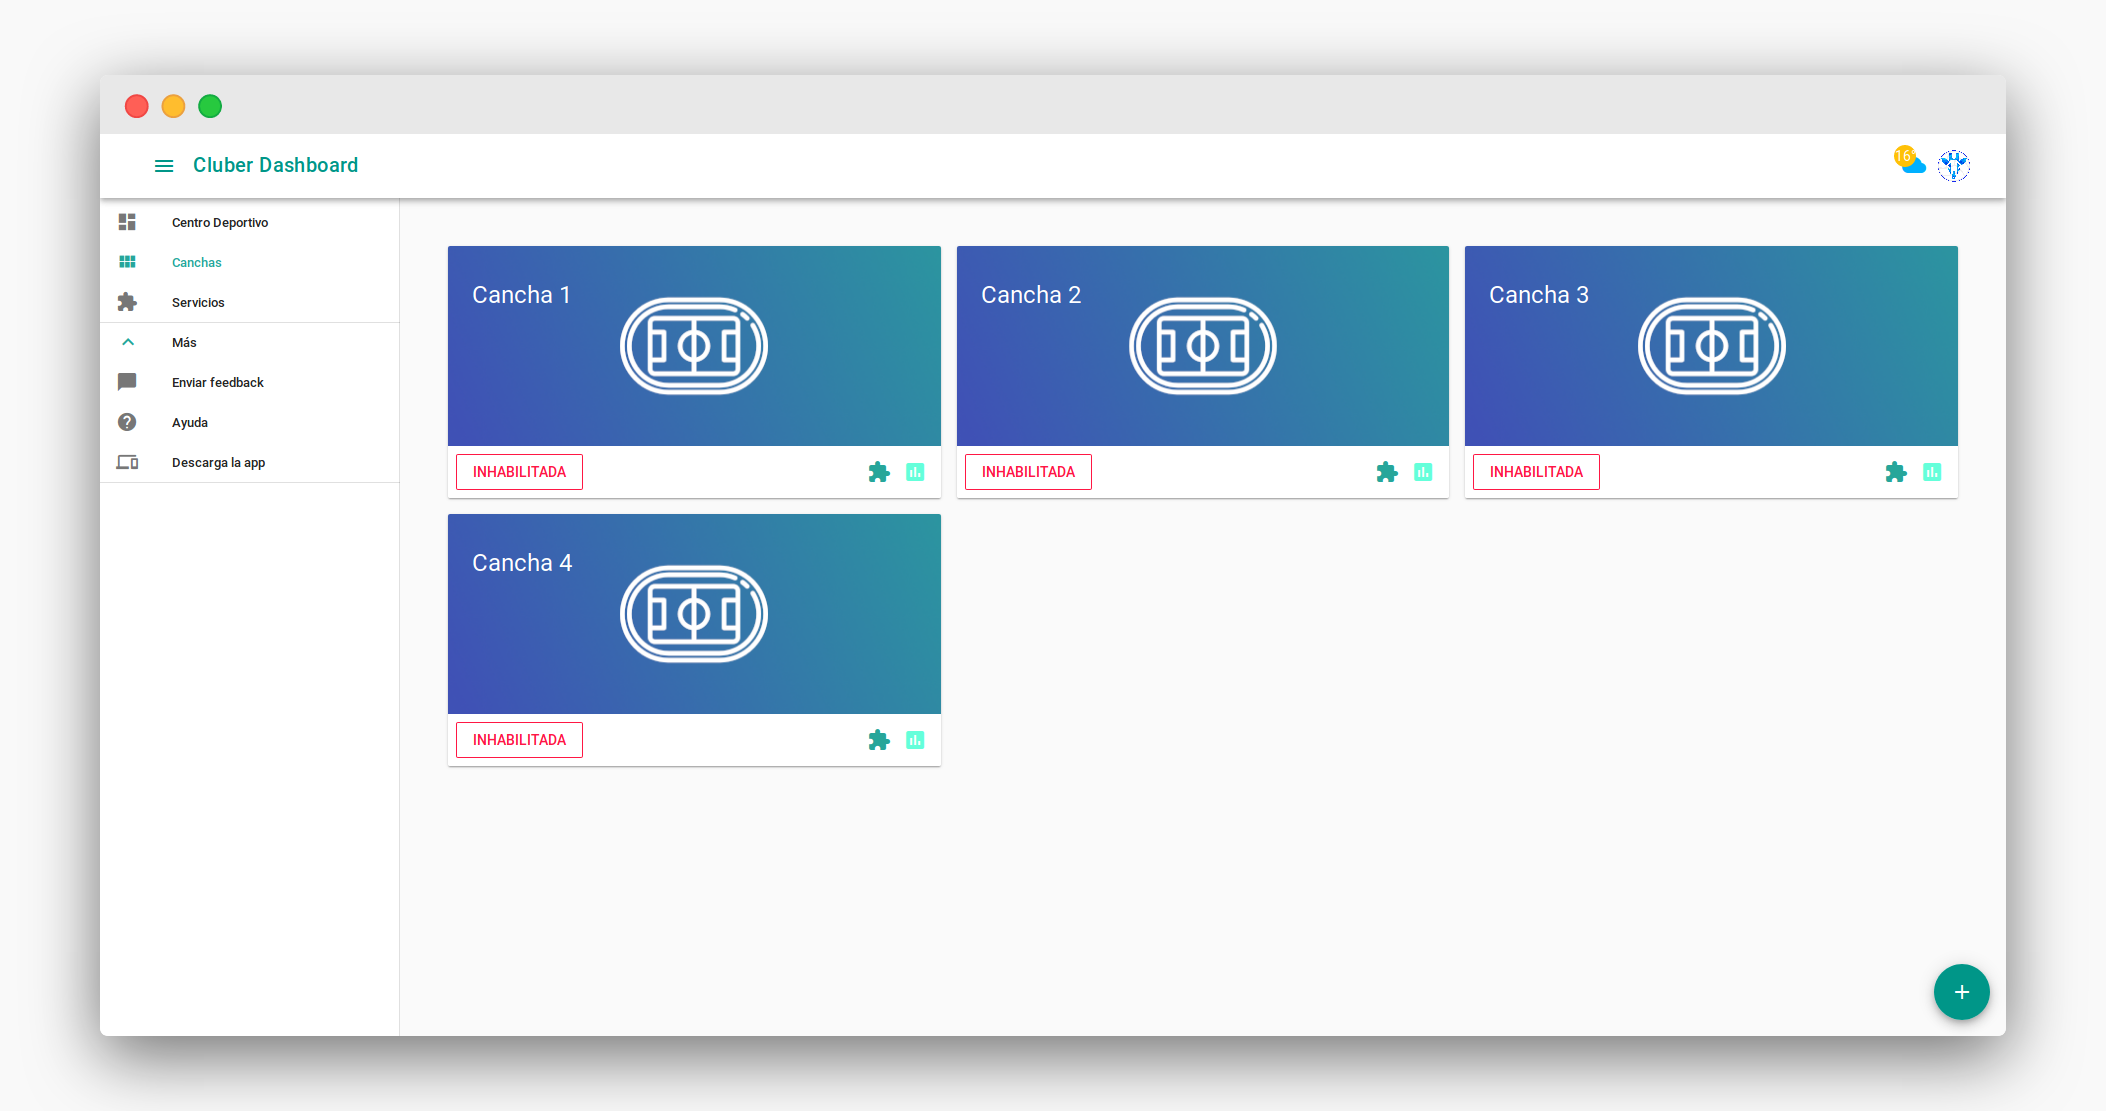 Cluber Dashboard
16°
Centro Deportivo
Canchas
Servicios
Más
Enviar feedback
Ayuda
Descarga la app
Cancha 1
Cancha 2
Cancha 3
INHABILITADA
INHABILITADA
INHABILITADA
Cancha 4
INHABILITADA